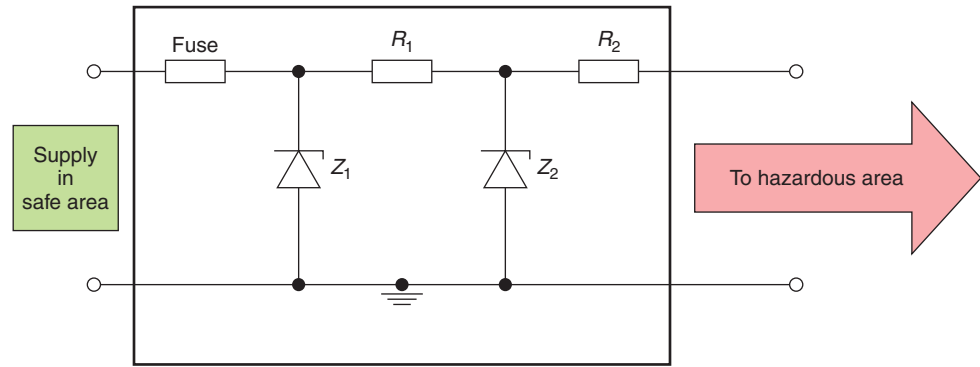 Fuse
R1
R2
Supply
in
safe area
Z1
Z2
To hazardous area